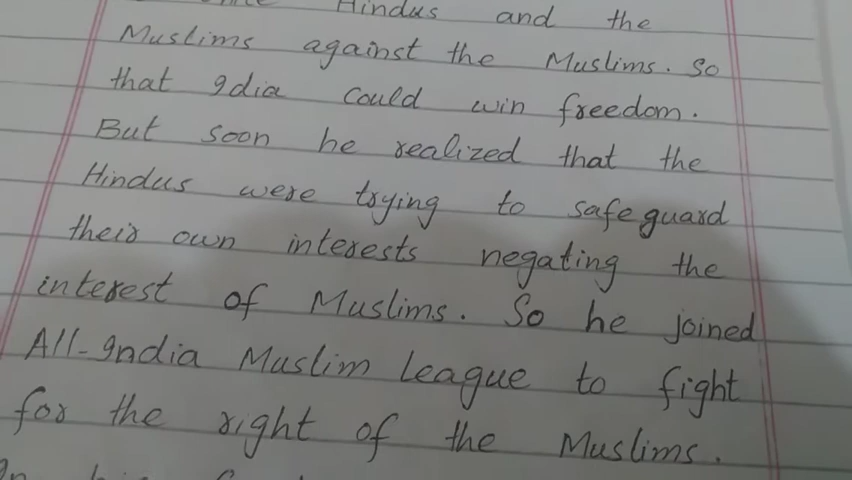 Hindus and the
Muslims against the Muslims. So
that Idia could win freedom.
But soon he realized that the
Hindus were trying to safeguard
their own interests negating the
interest of Muslims. So he joined
All-India Muslim League to fight
for the right of the Muslims.